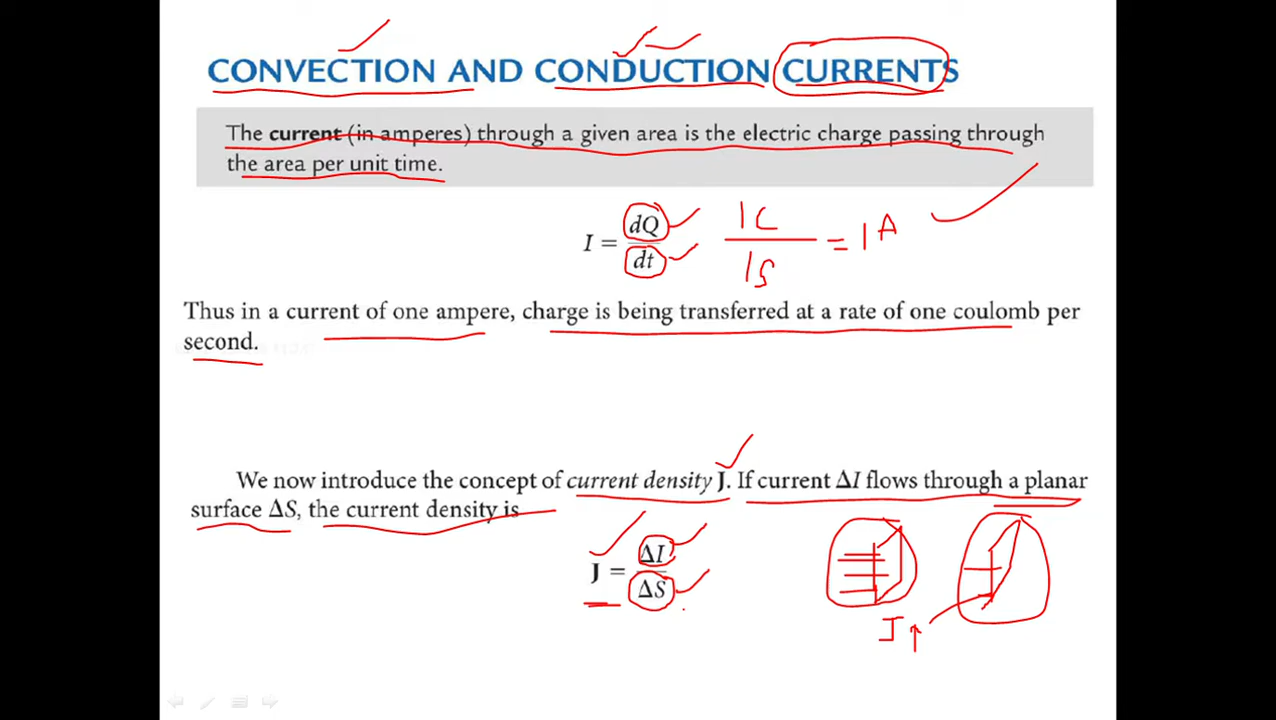 CONVECTION AND CONDUCTION CURRENTS
The current (in amperes) through a given area is the electric charge passing through
the area per unit time.
I = dQ/dt 1C/1S = 1A
Thus in a current of one ampere, charge is being transferred at a rate of one coulomb per
second.
We now introduce the concept of current density J. If current ΔI flows through a planar
surface ΔS, the current density is
J = ΔI/ΔS
J↑